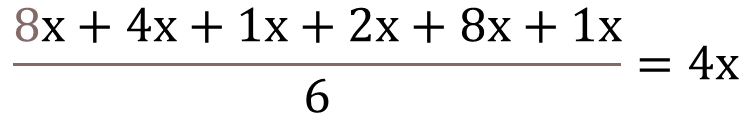 8x + 4x + 1x + 2x + 8x + 1x
6
= 4x